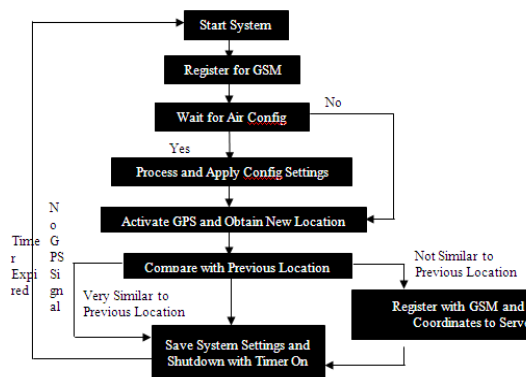 Start System
Register for GSM
Wait for Air Config
No
Yes
Process and Apply Config Settings
Activate GPS and Obtain New Location
N
o
G
PS
Si
gn
al
Time
r
Expi
red
Compare with Previous Location
Not Similar to
Previous Location
Very Similar to
Previous Location
Register with GSM and
Coordinates to
Save System Settings and
Shutdown with Timer On